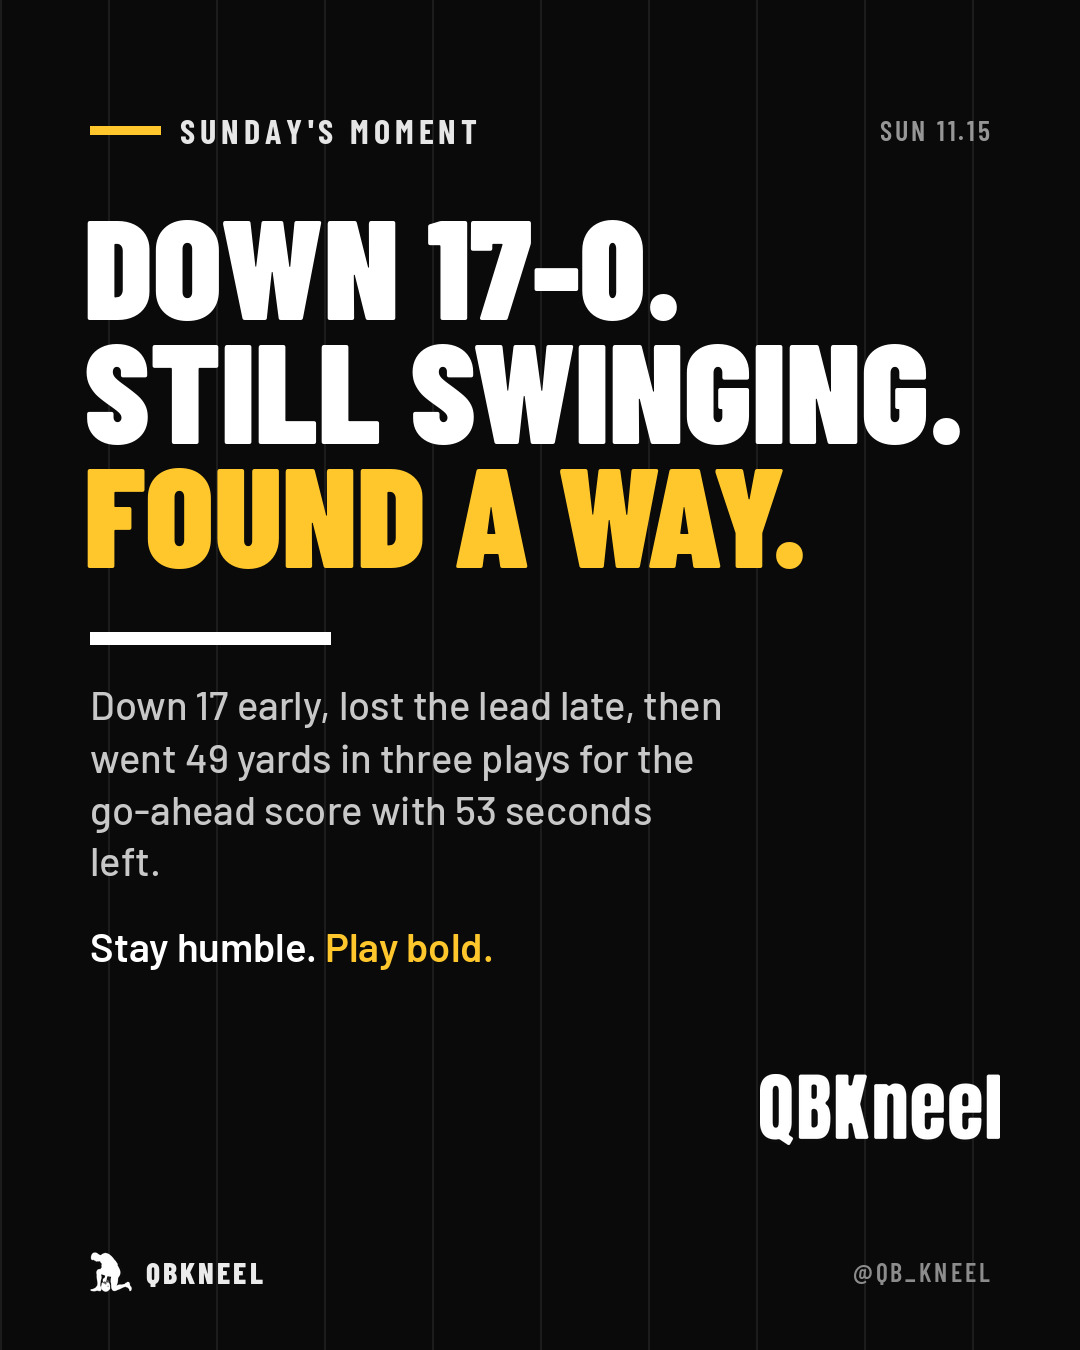 SUNDAY'S MOMENT
SUN 11.15
DOWN 17-0.
STILL SWINGING.
FOUND A WAY.
Down 17 early, lost the lead late, then
went 49 yards in three plays for the
go-ahead score with 53 seconds
left.
Stay humble. Play bold.
QBKneel
QBKNEEL
@QB_KNEEL